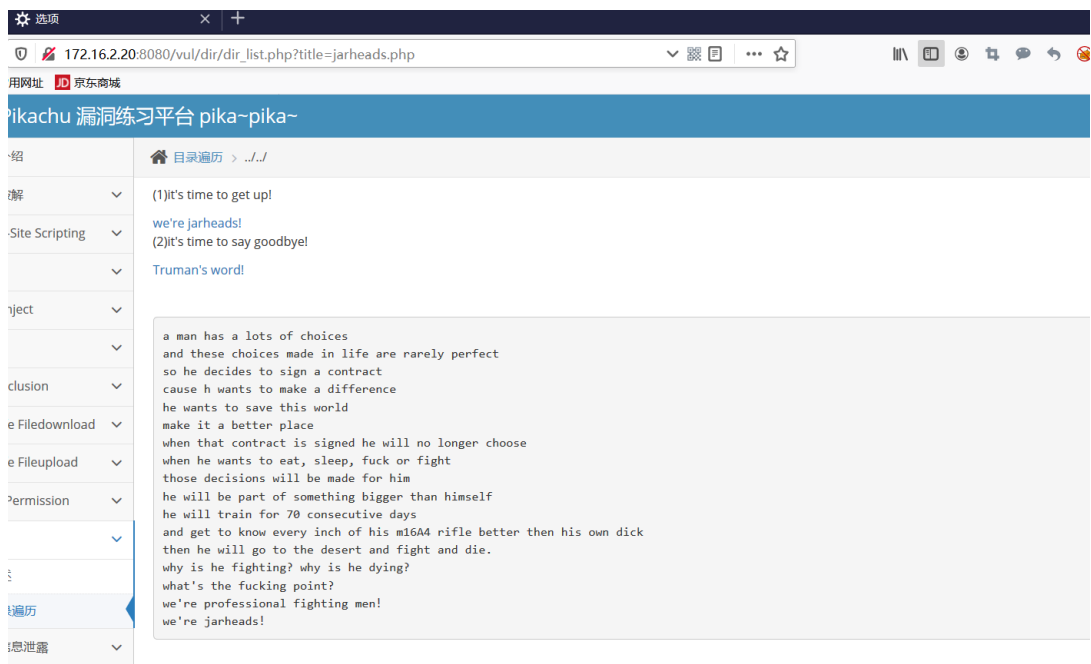 选项
172.16.2.20:8080/vul/dir/dir_list.php?title=jarheads.php
用网址 JD 京东商城
Pikachu 漏洞练习平台 pika~pika~
介绍
目录遍历 > ../../
(1)it's time to get up!
we're jarheads!
-Site Scripting
(2)it's time to say goodbye!
Truman's word!
nject
a man has a lots of choices
and these choices made in life are rarely perfect
so he decides to sign a contract
cause h wants to make a difference
he wants to save this world
make it a better place
when that contract is signed he will no longer choose
when he wants to eat, sleep, fuck or fight
those decisions will be made for him
he will be part of something bigger than himself
he will train for 70 consecutive days
and get to know every inch of his m16A4 rifle better then his own dick
then he will go to the desert and fight and die.
why is he fighting? why is he dying?
what's the fucking point?
we're professional fighting men!
we're jarheads!
clusion
e Filedownload
e Fileupload
Permission
遍历
信息泄露